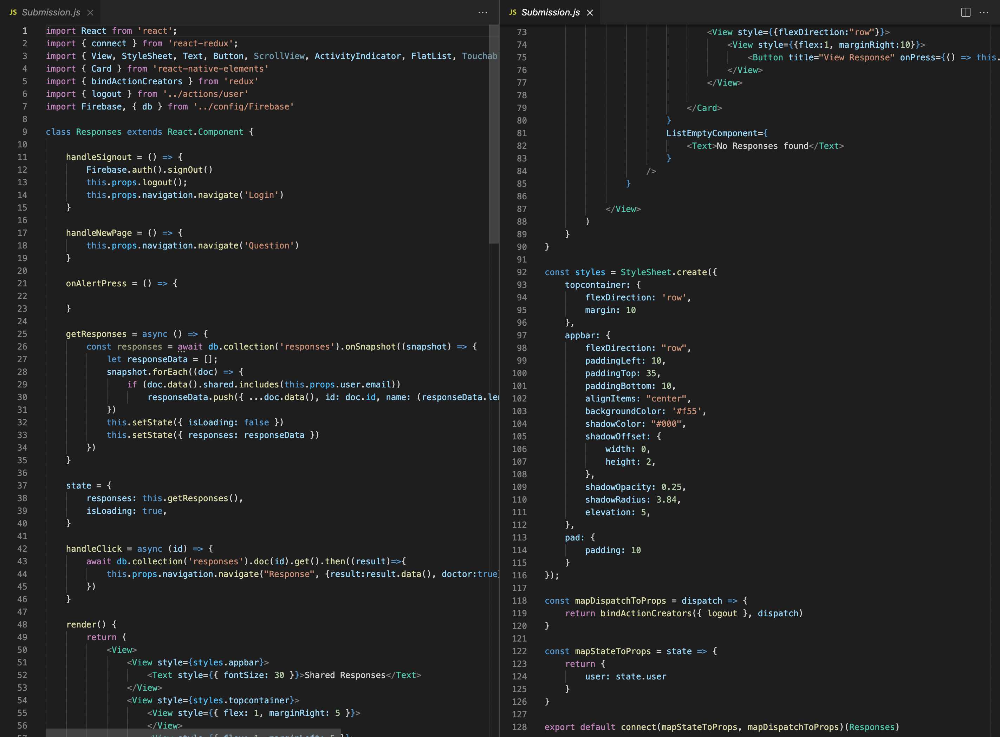 JS Submission.js
1 import React from 'react';
2 import { connect } from 'react-redux';
3 import { View, StyleSheet, Text, Button, ScrollView, ActivityIndicator, FlatList, Touchab
4 import { Card } from 'react-native-elements'
5 import { bindActionCreators } from 'redux'
6 import { logout } from '../actions/user'
7 import Firebase, { db } from '../config/Firebase'
8
9 class Responses extends React.Component {
10
11 handleSignout = () => {
12 Firebase.auth().signOut()
13 this.props.logout();
14 this.props.navigation.navigate('Login')
15 }
16
17 handleNewPage = () => {
18 this.props.navigation.navigate('Question')
19 }
20
21 onAlertPress = () => {
22
23 }
24
25 getResponses = async () => {
26 const responses = await db.collection('responses').onSnapshot((snapshot) => {
27 let responseData = [];
28 snapshot.forEach((doc) => {
29 if (doc.data().shared.includes(this.props.user.email))
30 responseData.push({ ...doc.data(), id: doc.id, name: (responseData.len
31 })
32 this.setState({ isLoading: false })
33 this.setState({ responses: responseData })
34 })
35 }
36
37 state = {
38 responses: this.getResponses(),
39 isLoading: true,
40 }
41
42 handleClick = async (id) => {
43 await db.collection('responses').doc(id).get().then((result)=>{
44 this.props.navigation.navigate("Response", {result:result.data(), doctor:true}
45 })
46 }
47
48 render() {
49 return (
50 <View>
51 <View style={styles.appbar}>
52 <Text style={{ fontSize: 30 }}>Shared Responses</Text>
53 </View>
54 <View style={styles.topcontainer}>
55 <View style={{ flex: 1, marginRight: 5 }}>
56 </View>
57 <View style={{ flex: 1, marginLeft: 5 }}>
JS Submission.js
73 <View style={{flexDirection:"row"}}>
74 <View style={{flex:1, marginRight:10}}>
75 <Button title="View Response" onPress={() => this.
76 </View>
77 </View>
78
79 </Card>
80 }
81 ListEmptyComponent={
82 <Text>No Responses found</Text>
83 }
84 />
85 }
86
87 </View>
88 )
89 }
90 }
91
92 const styles = StyleSheet.create({
93 topcontainer: {
94 flexDirection: 'row',
95 margin: 10
96 },
97 appbar: {
98 flexDirection: "row",
99 paddingLeft: 10,
100 paddingTop: 35,
101 paddingBottom: 10,
102 alignItems: "center",
103 backgroundColor: '#f55',
104 shadowColor: "#000",
105 shadowOffset: {
106 width: 0,
107 height: 2,
108 },
109 shadowOpacity: 0.25,
110 shadowRadius: 3.84,
111 elevation: 5,
112 },
113 pad: {
114 padding: 10
115 }
116 });
117
118 const mapDispatchToProps = dispatch => {
119 return bindActionCreators({ logout }, dispatch)
120 }
121
122 const mapStateToProps = state => {
123 return {
124 user: state.user
125 }
126 }
127
128 export default connect(mapStateToProps, mapDispatchToProps)(Responses)